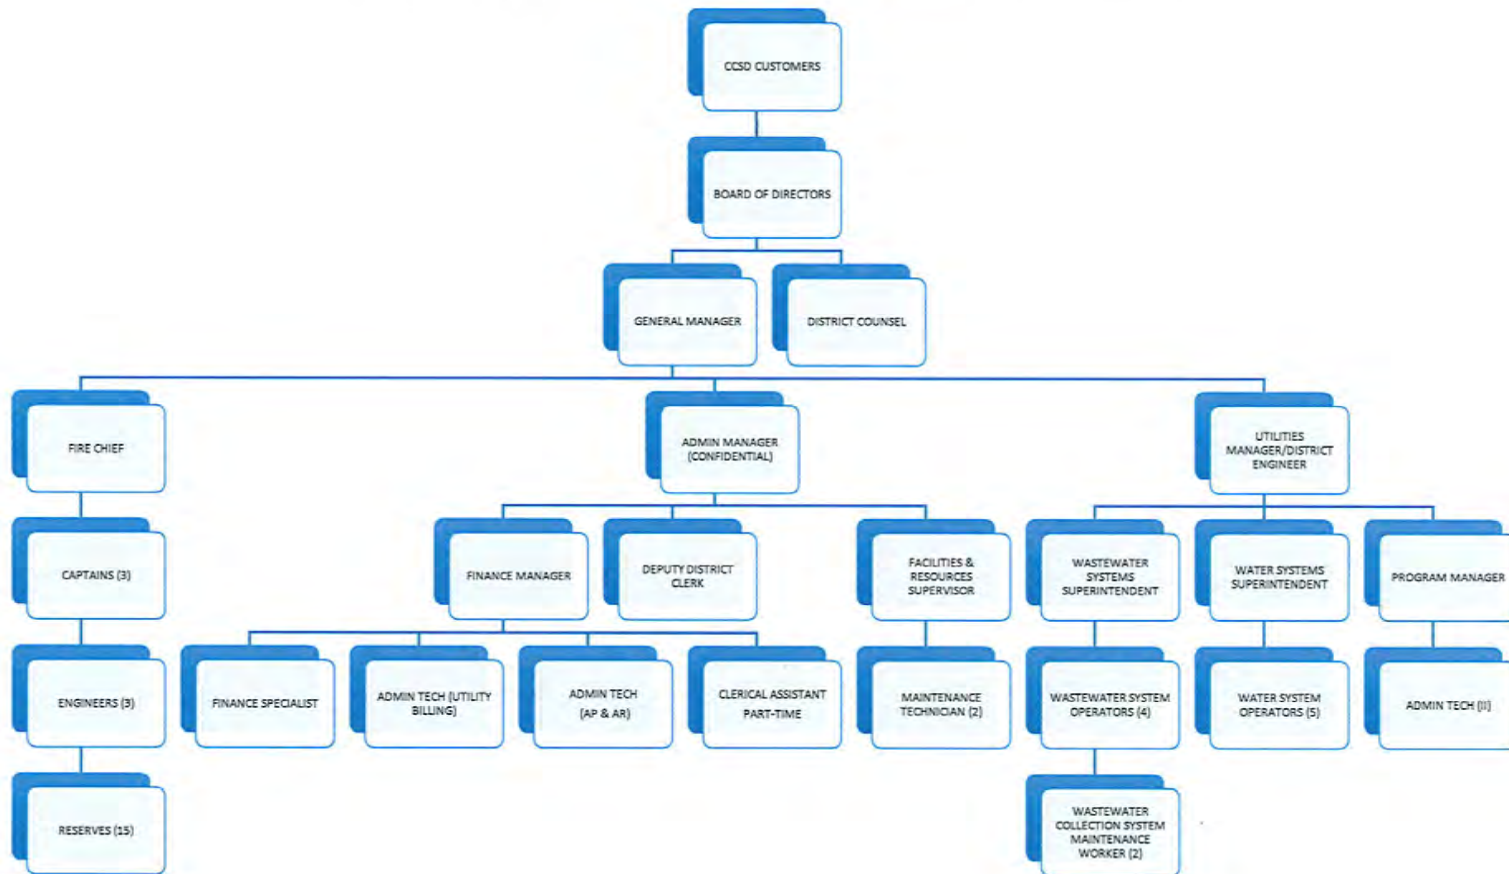 CCSD CUSTOMERS
BOARD OF DIRECTORS
GENERAL MANAGER
DISTRICT COUNSEL
FIRE CHIEF
ADMIN MANAGER
(CONFIDENTIAL)
UTILITIES
MANAGER/DISTRICT
ENGINEER
CAPTAINS (3)
FINANCE MANAGER
DEPUTY DISTRICT
CLERK
FACILITIES &
RESOURCES
SUPERVISOR
WASTEWATER
SYSTEMS
SUPERINTENDENT
WATER SYSTEMS
SUPERINTENDENT
PROGRAM MANAGER
ENGINEERS (3)
FINANCE SPECIALIST
ADMIN TECH (UTILITY
BILLING)
ADMIN TECH
(AP & AR)
CLERICAL ASSISTANT
PART-TIME
MAINTENANCE
TECHNICIAN (2)
WASTEWATER SYSTEM
OPERATORS (4)
WATER SYSTEM
OPERATORS (5)
ADMIN TECH (II)
RESERVES (15)
WASTEWATER
COLLECTION SYSTEM
MAINTENANCE
WORKER (2)